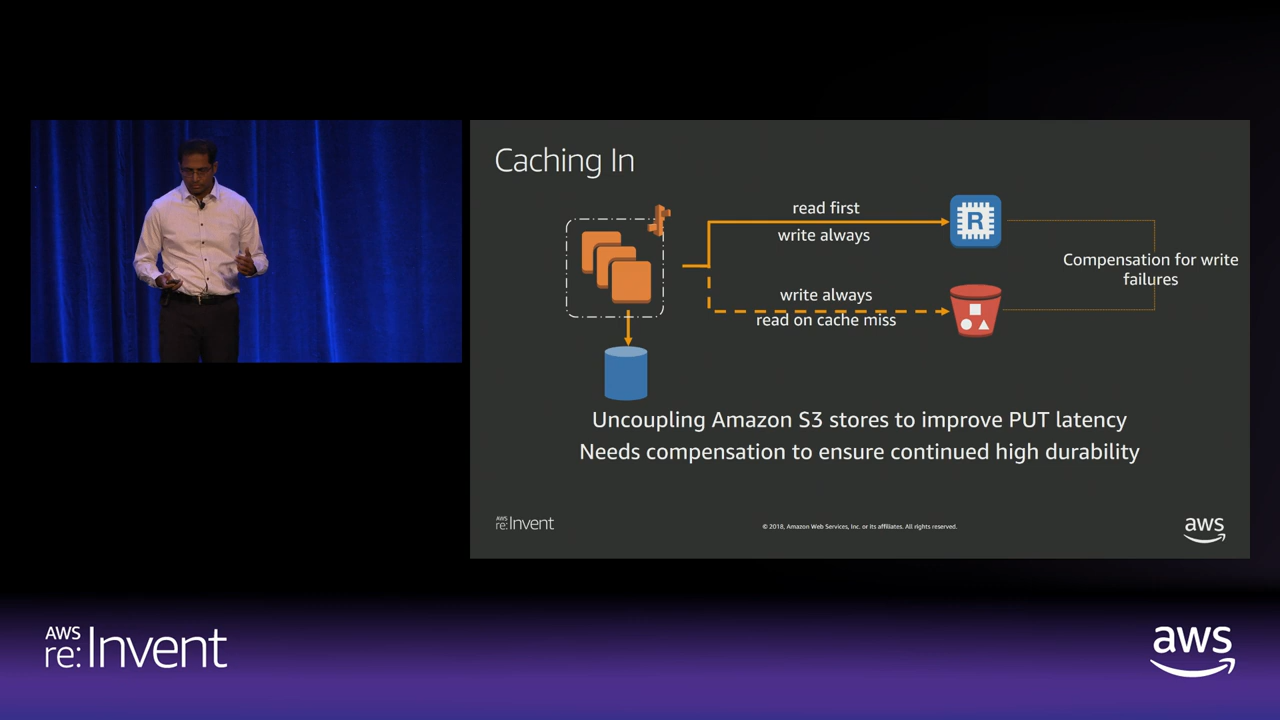 Caching In
read first
write always
R
write always
read on cache miss
Compensation for write
failures
Uncoupling Amazon S3 stores to improve PUT latency
Needs compensation to ensure continued high durability
AWS
re:Invent
© 2018, Amazon Web Services, Inc. or its affiliates. All rights reserved.
aws
AWS
re:Invent
aws